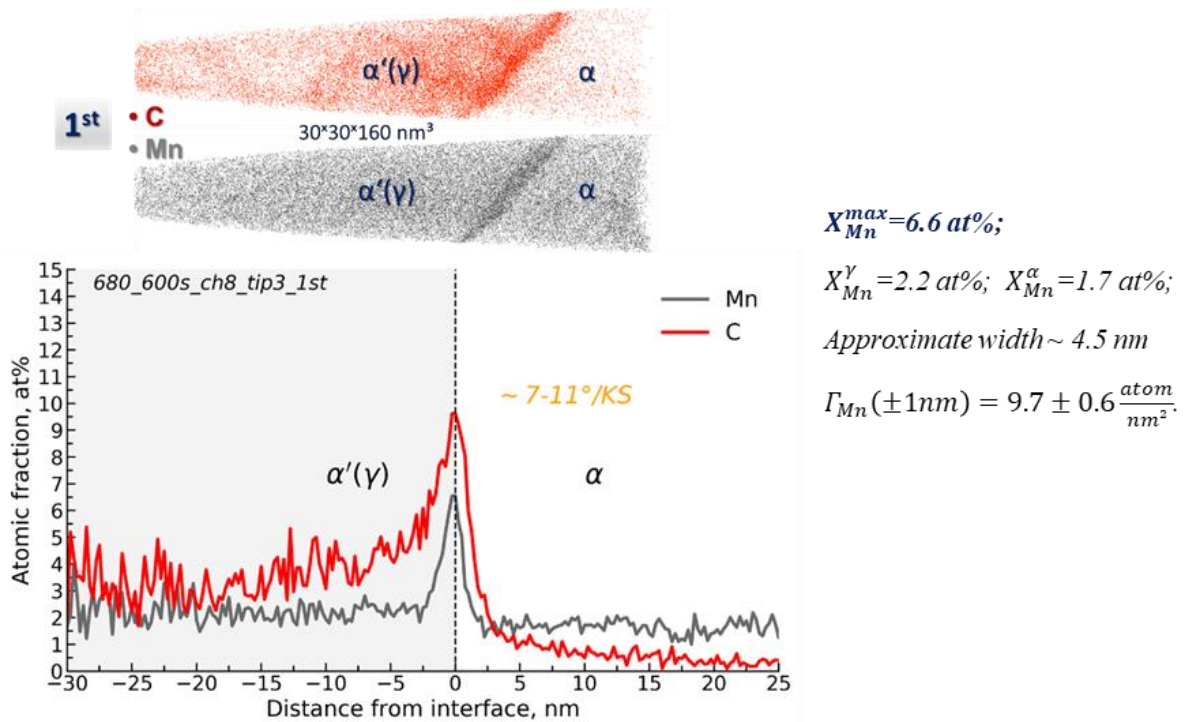 α'(γ)
α
1st
• C
• Mn
30×30×160 nm³
α'(γ)
α
X_Mn^max=6.6 at%;
X_Mn^γ=2.2 at%; X_Mn^α=1.7 at%;
Approximate width~ 4.5 nm
Γ_Mn(±1nm) = 9.7 ± 0.6 atom/nm².
680_600s_ch8_tip3_1st
Mn
C
~ 7-11°/KS
α'(γ)
α
Atomic fraction, at%
15
14
13
12
11
10
9
8
7
6
5
4
3
2
1
0
−30 −25 −20 −15 −10 −5 0 5 10 15 20 25
Distance from interface, nm